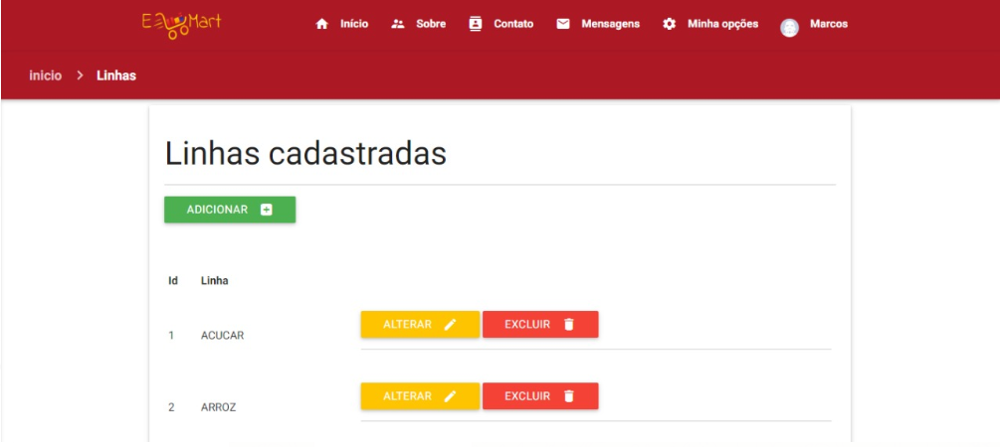 E Mart
Início Sobre Contato Mensagens Minha opções Marcos
inicio > Linhas
Linhas cadastradas
ADICIONAR
Id Linha
1 ACUCAR ALTERAR EXCLUIR
2 ARROZ ALTERAR EXCLUIR